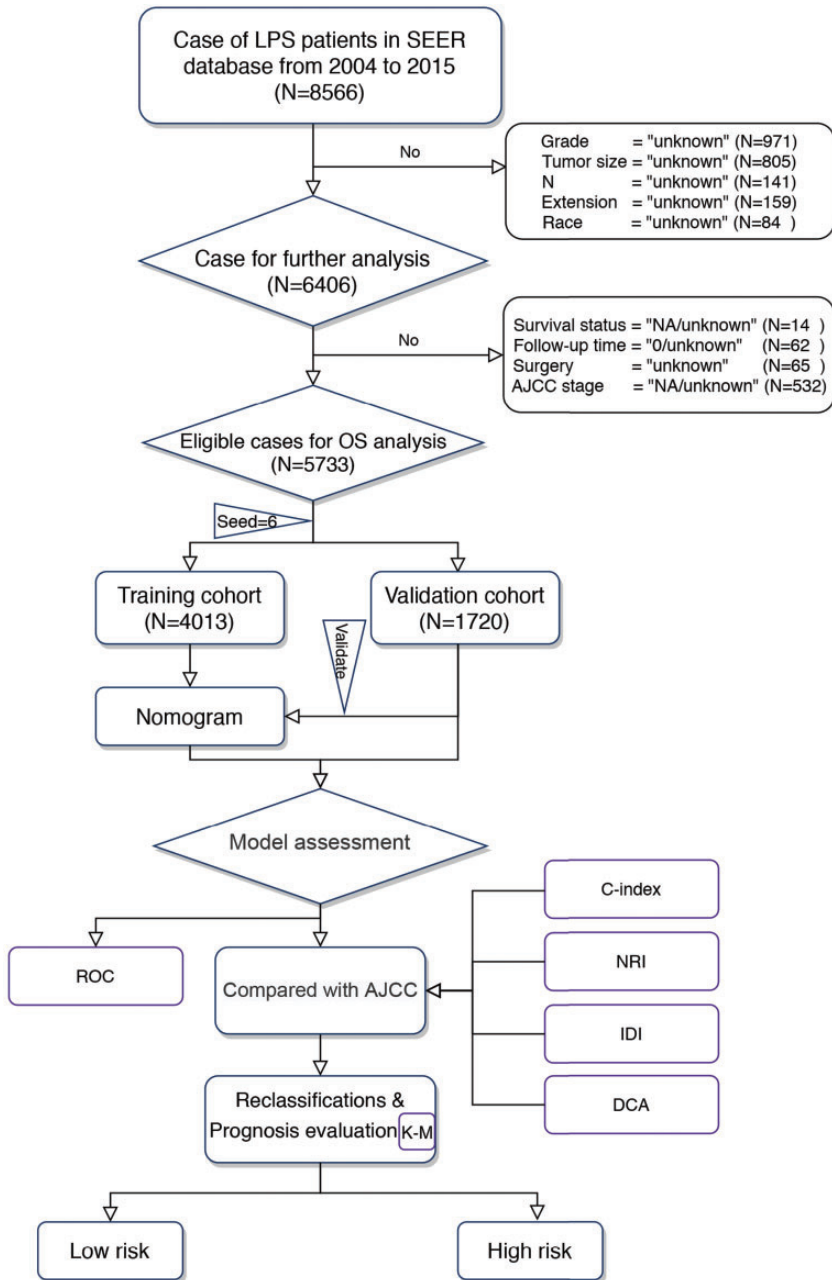 Case of LPS patients in SEER
database from 2004 to 2015
(N=8566)
No
Grade = "unknown" (N=971)
Tumor size = "unknown" (N=805)
N = "unknown" (N=141)
Extension = "unknown" (N=159)
Race = "unknown" (N=84 )
Case for further analysis
(N=6406)
No
Survival status = "NA/unknown" (N=14 )
Follow-up time = "0/unknown" (N=62 )
Surgery = "unknown" (N=65 )
AJCC stage = "NA/unknown" (N=532)
Eligible cases for OS analysis
(N=5733)
Seed=6
Training cohort
(N=4013)
Validation cohort
(N=1720)
Validate
Nomogram
Model assessment
ROC
Compared with AJCC
C-index
NRI
IDI
DCA
Reclassifications &
Prognosis evaluation K-M
Low risk
High risk